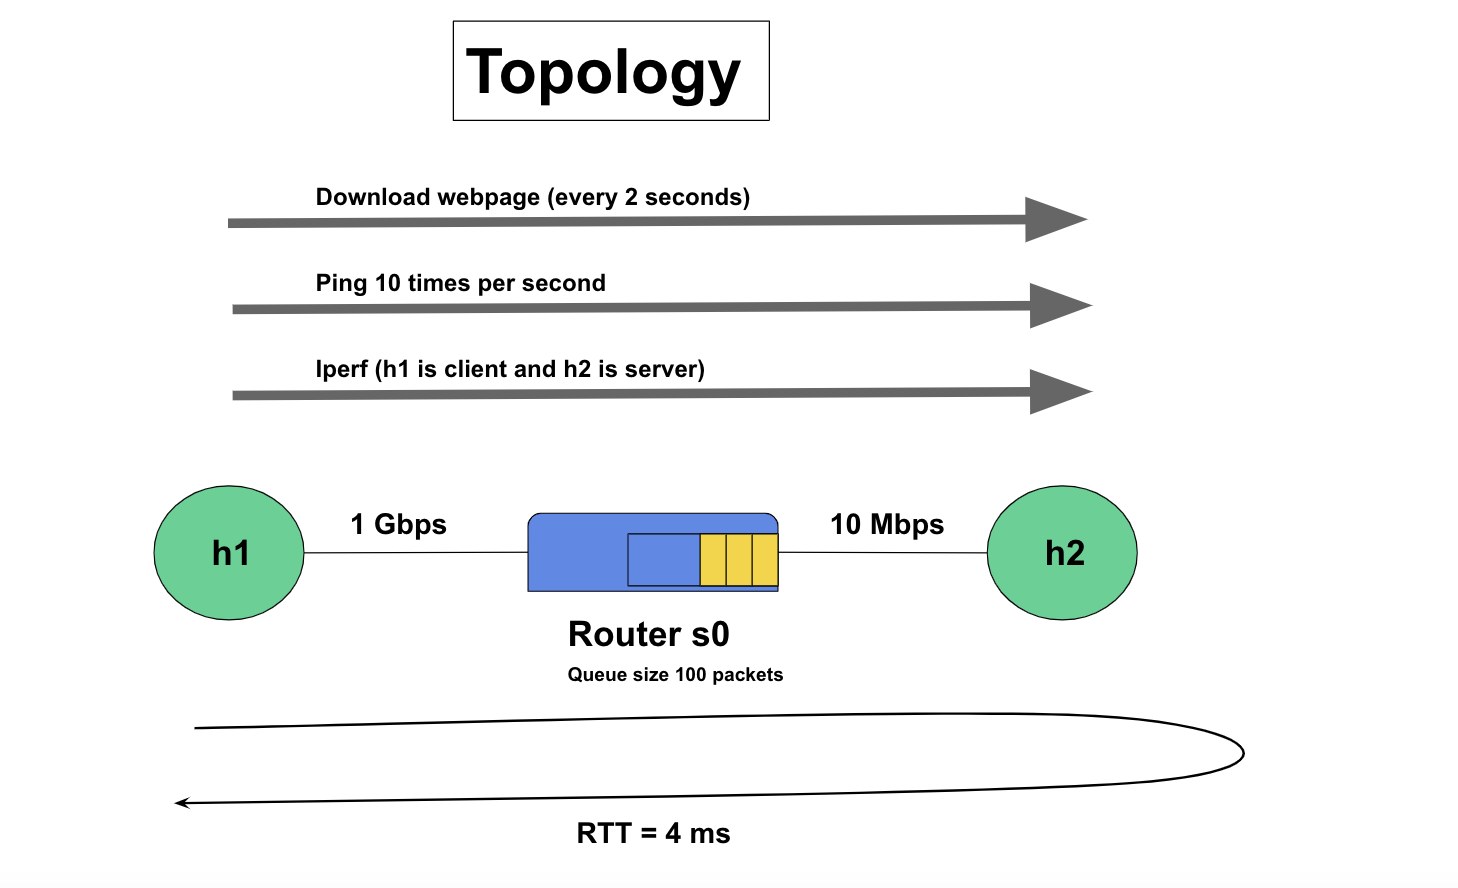 Topology
Download webpage (every 2 seconds)
Ping 10 times per second
Iperf (h1 is client and h2 is server)
h1
1 Gbps
10 Mbps
h2
Router s0
Queue size 100 packets
RTT = 4 ms